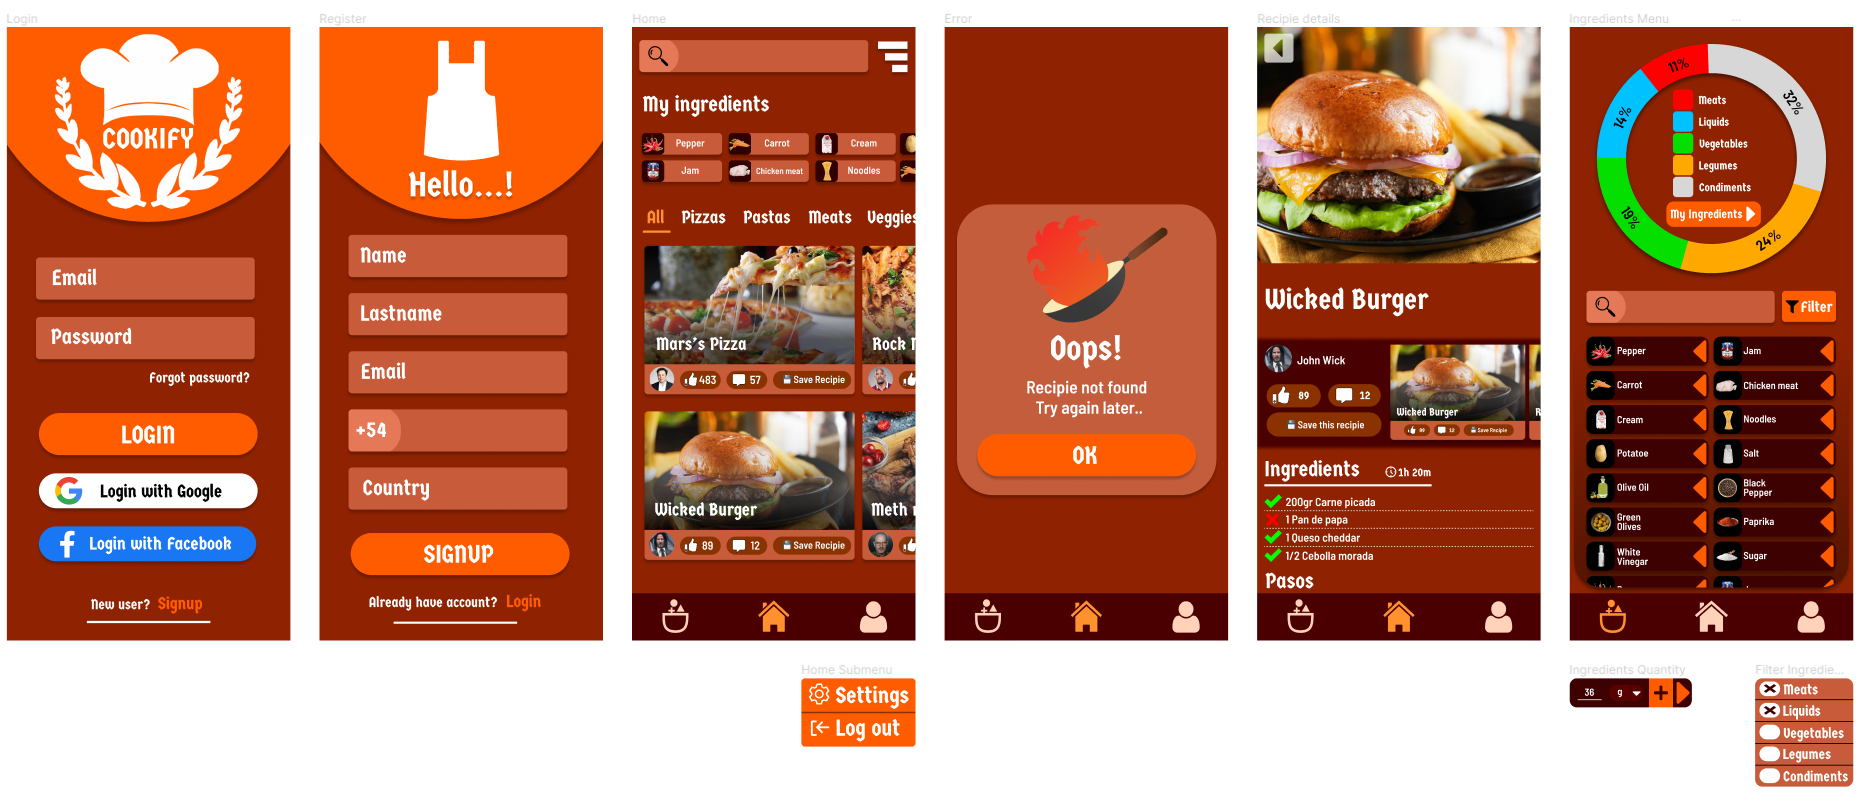 Login
COOKIFY
Email
Password
Forgot password?
LOGIN
Login with Google
Login with Facebook
New user? Signup
Register
Hello...!
Name
Lastname
Email
+54
Country
SIGNUP
Already have account? Login
Home
My ingredients
Pepper
Carrot
Cream
Jam
Chicken meat
Noodles
All
Pizzas
Pastas
Meats
Veggies
Mars's Pizza
483
57
Save Recipie
Rock
Wicked Burger
89
12
Save Recipie
Meth
Error
Oops!
Recipie not found
Try again later..
OK
Recipie details
Wicked Burger
John Wick
89
12
Save this recipie
Wicked Burger
89
12
Save Recipie
Ingredients
1h 20m
200gr Carne picada
1 Pan de papa
1 Queso cheddar
1/2 Cebolla morada
Pasos
Ingredients Menu
...
11%
32%
14%
19%
24%
Meats
Liquids
Vegetables
Legumes
Condiments
My Ingredients
Filter
Pepper
Jam
Carrot
Chicken meat
Cream
Noodles
Potatoe
Salt
Olive Oil
Black
Pepper
Green
Olives
Paprika
White
Vinegar
Sugar
Home Submenu
Settings
Log out
Ingredients Quantity
36
g
Filter Ingredie...
Meats
Liquids
Vegetables
Legumes
Condiments